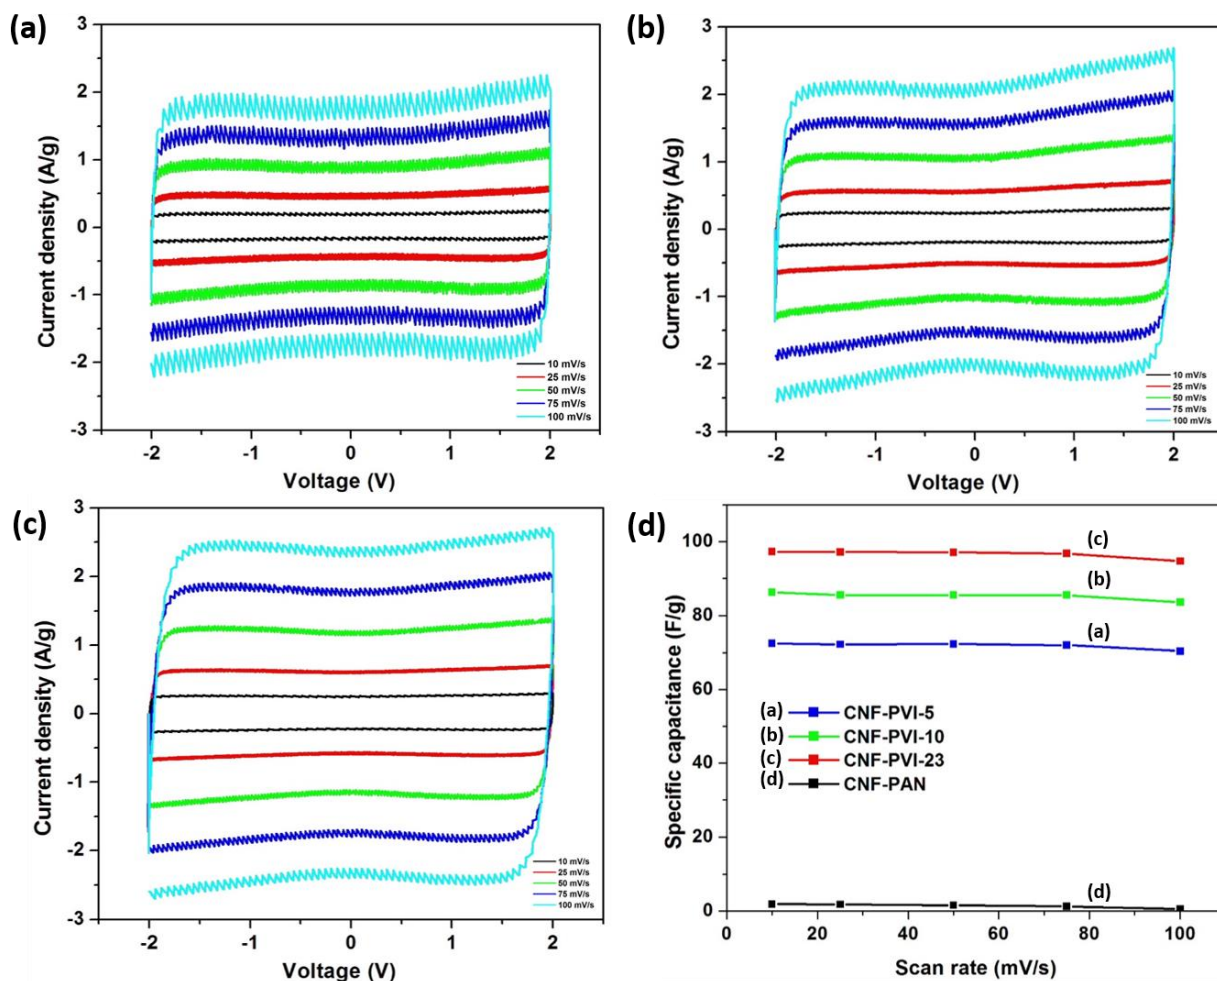 (a)
3
2
1
0
-1
-2
-3
Current density (A/g)
10 mV/s
25 mV/s
50 mV/s
75 mV/s
100 mV/s
-2
-1
0
1
2
Voltage (V)
(b)
3
2
1
0
-1
-2
-3
Current density (A/g)
10 mV/s
25 mV/s
50 mV/s
75 mV/s
100 mV/s
-2
-1
0
1
2
Voltage (V)
(c)
3
2
1
0
-1
-2
-3
Current density (A/g)
10 mV/s
25 mV/s
50 mV/s
75 mV/s
100 mV/s
-2
-1
0
1
2
Voltage (V)
(d)
100
80
60
40
20
0
Specific capacitance (F/g)
(c)
(b)
(a)
(a) CNF-PVI-5
(b) CNF-PVI-10
(c) CNF-PVI-23
(d) CNF-PAN
(d)
0
20
40
60
80
100
Scan rate (mV/s)